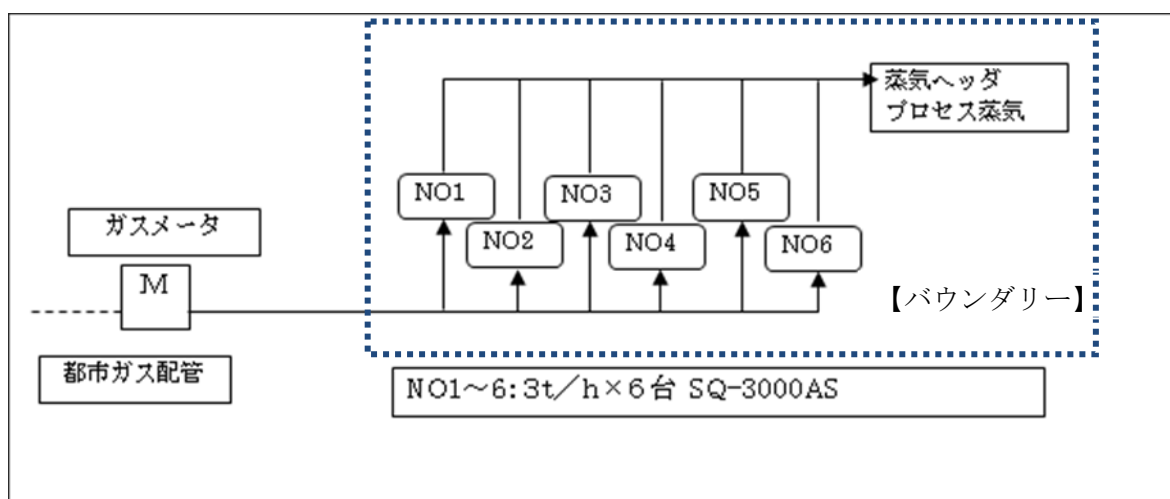 蒸気ヘッダ
プロセス蒸気
NO1
NO3
NO5
NO2
NO4
NO6
ガスメータ
M
【バウンダリー】
都市ガス配管
NO1～6:3t／h×6台 SQ-3000AS